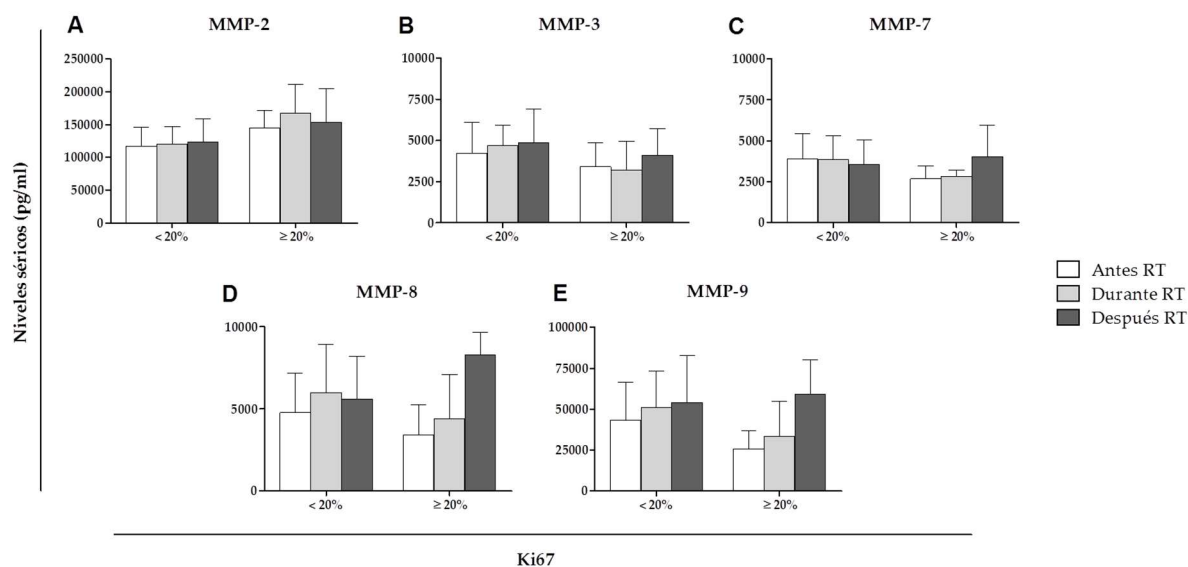 A
MMP-2
250000
200000
150000
100000
50000
0
< 20%
≥ 20%
B
MMP-3
10000
7500
5000
2500
0
< 20%
≥ 20%
C
MMP-7
10000
7500
5000
2500
0
< 20%
≥ 20%
Niveles séricos (pg/ml)
Antes RT
Durante RT
Después RT
D
MMP-8
10000
5000
0
< 20%
≥ 20%
E
MMP-9
100000
75000
50000
25000
0
< 20%
≥ 20%
Ki67